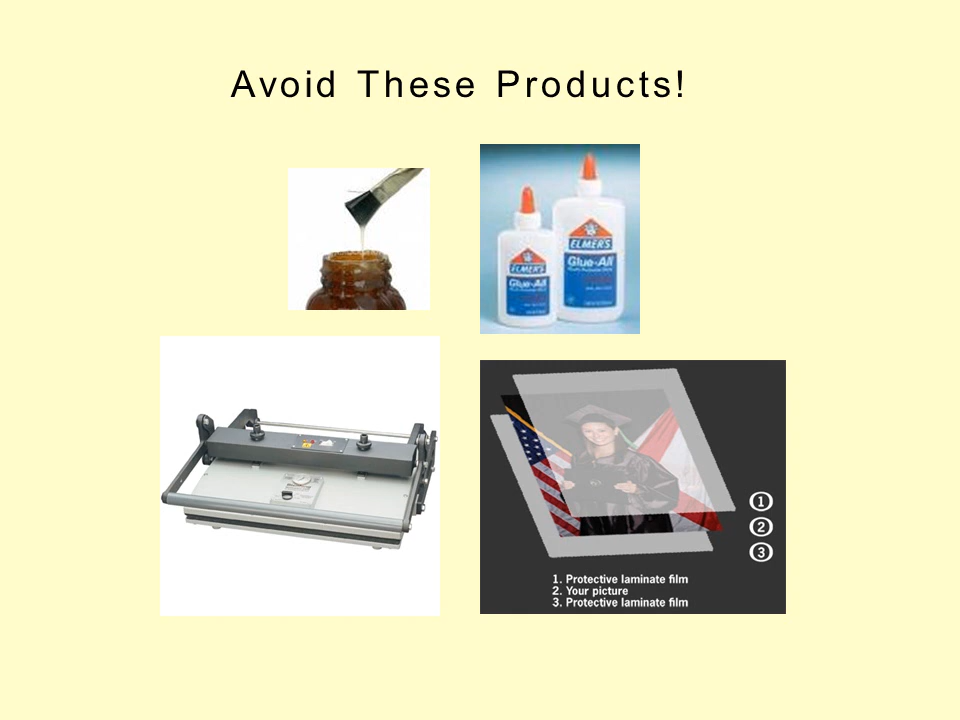 Avoid These Products!
ELMER'S
Glue-All
ELMER'S
Glue-All
1
2
3
1. Protective laminate film
2. Your picture
3. Protective laminate film